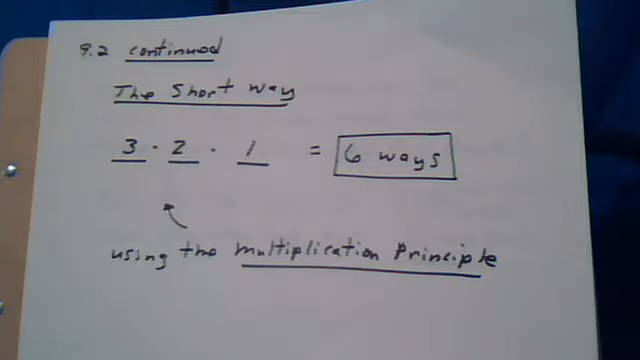 9.2 continued
The Short way
3 · 2 · 1 = 6 ways
using the multiplication Principle